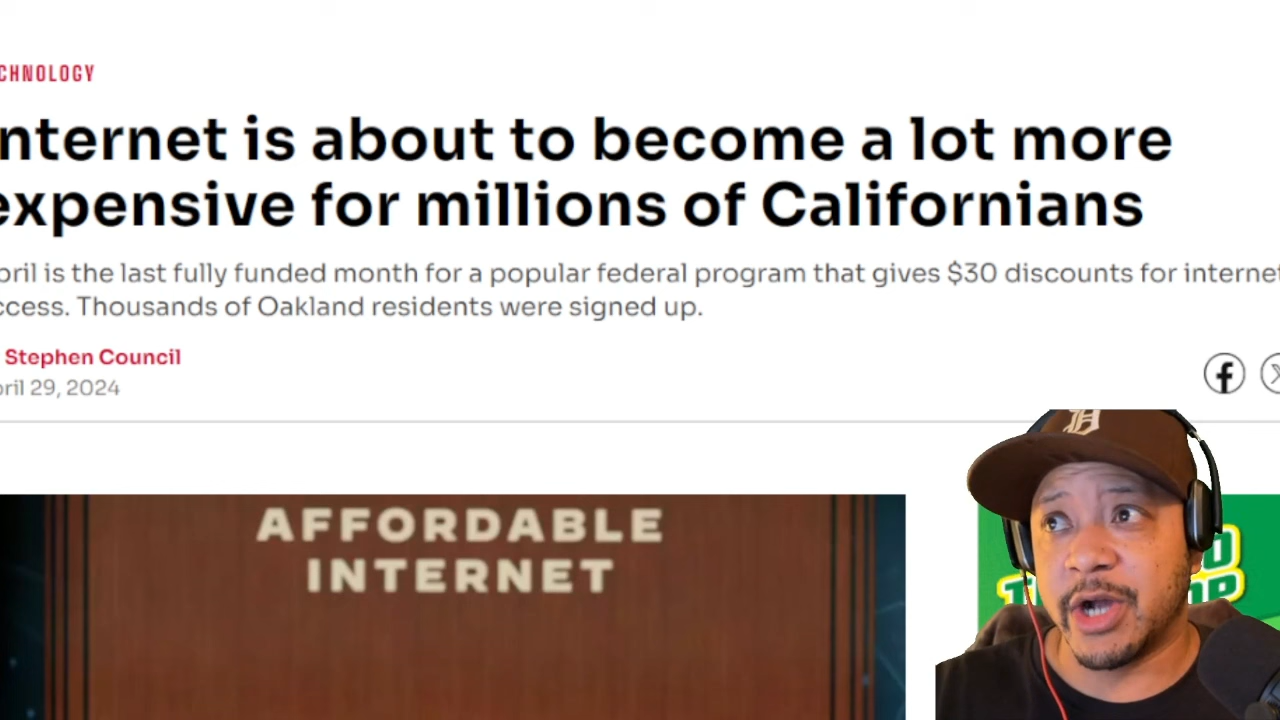 CHNOLOGY
nternet is about to become a lot more
expensive for millions of Californians
pril is the last fully funded month for a popular federal program that gives $30 discounts for internet
ccess. Thousands of Oakland residents were signed up.
Stephen Council
pril 29, 2024
AFFORDABLE
INTERNET